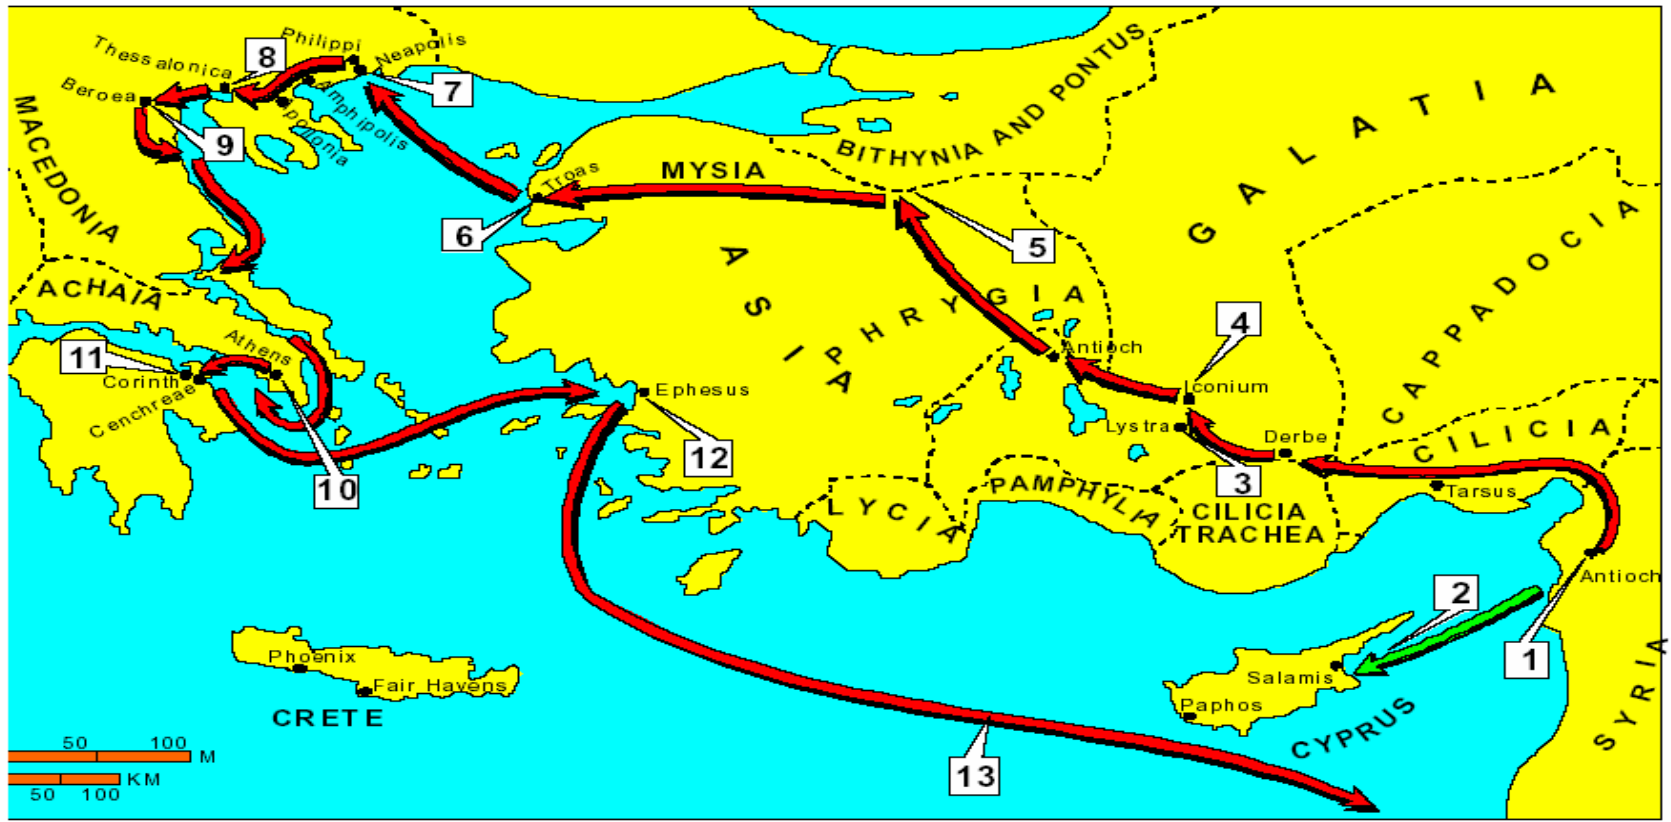 Philippi
Neapolis
8
Thessalonica
7
Beroea
Amphipolis
Apollonia
9
MACEDONIA
BITHYNIA AND PONTUS
GALATIA
MYSIA
Troas
6
5
CAPPADOCIA
ASIA
PHRYGIA
ACHAIA
4
Athens
11
Antioch
Corinth
Cenchreae
Iconium
Ephesus
Lystra
Derbe
CILICIA
12
10
3
PAMPHYLIA
Tarsus
LYCIA
CILICIA
TRACHEA
Antioch
2
1
Phoenix
Fair Havens
Salamis
Paphos
SYRIA
CRETE
CYPRUS
50 100
M
13
KM
50 100